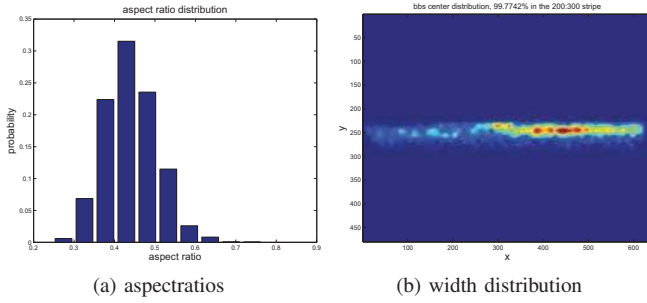 aspect ratio distribution
0.35
0.3
0.25
0.2
0.15
0.1
0.05
0
probability
0.2 0.3 0.4 0.5 0.6 0.7 0.8 0.9
aspect ratio
(a) aspectratios
bbs center distribution, 99.7742% in the 200:300 stripe
50
100
150
200
250
300
350
400
450
y
100 200 300 400 500 600
x
(b) width distribution